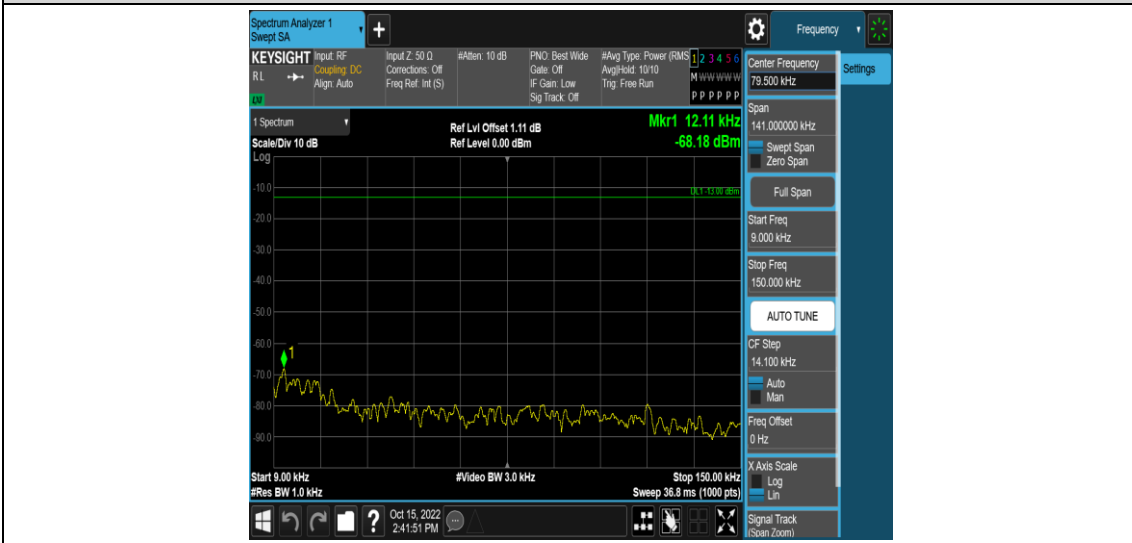 Spectrum Analyzer 1
Swept SA
+
Frequency
KEYSIGHT
RL
LXI
Input: RF
Coupling: DC
Align: Auto
Input Z: 50 Ω
Corrections: Off
Freq Ref: Int (S)
#Atten: 10 dB
PNO: Best Wide
Gate: Off
IF Gain: Low
Sig Track: Off
#Avg Type: Power (RMS
Avg|Hold: 10/10
Trig: Free Run
1 2 3 4 5 6
M W W W W W
P P P P P P
1 Spectrum
Scale/Div 10 dB
Log
Ref Lvl Offset 1.11 dB
Ref Level 0.00 dBm
Mkr1 12.11 kHz
-68.18 dBm
DL1 -13.00 dBm
-10.0
-20.0
-30.0
-40.0
-50.0
-60.0
-70.0
-80.0
-90.0
1
Start 9.00 kHz
#Res BW 1.0 kHz
#Video BW 3.0 kHz
Stop 150.00 kHz
Sweep 36.8 ms (1000 pts)
?
Oct 15, 2022
2:41:51 PM
Center Frequency
79.500 kHz
Span
141.000000 kHz
Swept Span
Zero Span
Full Span
Start Freq
9.000 kHz
Stop Freq
150.000 kHz
AUTO TUNE
CF Step
14.100 kHz
Auto
Man
Freq Offset
0 Hz
X Axis Scale
Log
Lin
Signal Track
(Span Zoom)
Settings